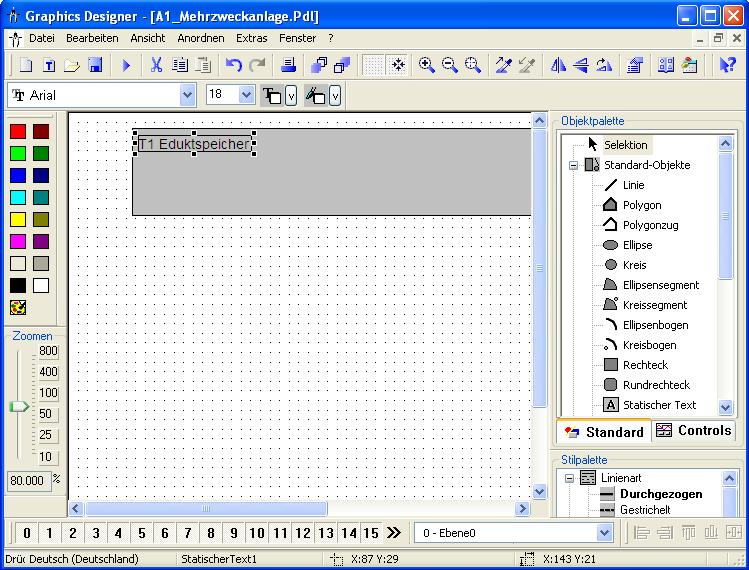 Graphics Designer - [A1_Mehrzweckanlage.Pdl]
Datei Bearbeiten Ansicht Anordnen Extras Fenster ?
Arial 18
Objektpalette
T1 Eduktspeicher
Selektion
Standard-Objekte
Linie
Polygon
Polygonzug
Ellipse
Kreis
Ellipsensegment
Kreissegment
Ellipsenbogen
Kreisbogen
Rechteck
Rundrechteck
A Statischer Text
Zoomen
800
400
100
50
25
10
80.000 %
Standard Controls
Stilpalette
Linienart
Durchgezogen
Gestrichelt
0 1 2 3 4 5 6 7 8 9 10 11 12 13 14 15 0 - Ebene0
Drüc Deutsch (Deutschland) StatischerText1 X:87 Y:29 X:143 Y:21